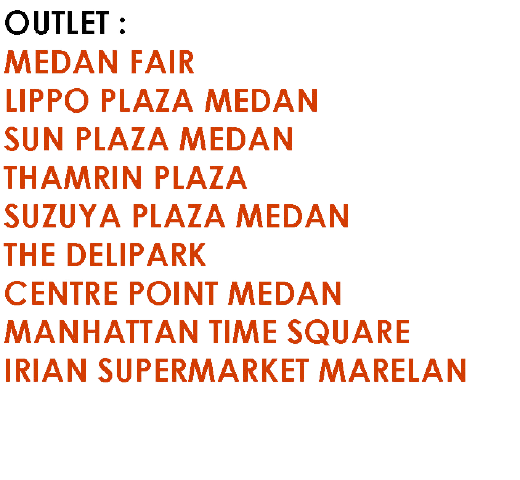 OUTLET :
MEDAN FAIR
LIPPO PLAZA MEDAN
SUN PLAZA MEDAN
THAMRIN PLAZA
SUZUYA PLAZA MEDAN
THE DELIPARK
CENTRE POINT MEDAN
MANHATTAN TIME SQUARE
IRIAN SUPERMARKET MARELAN